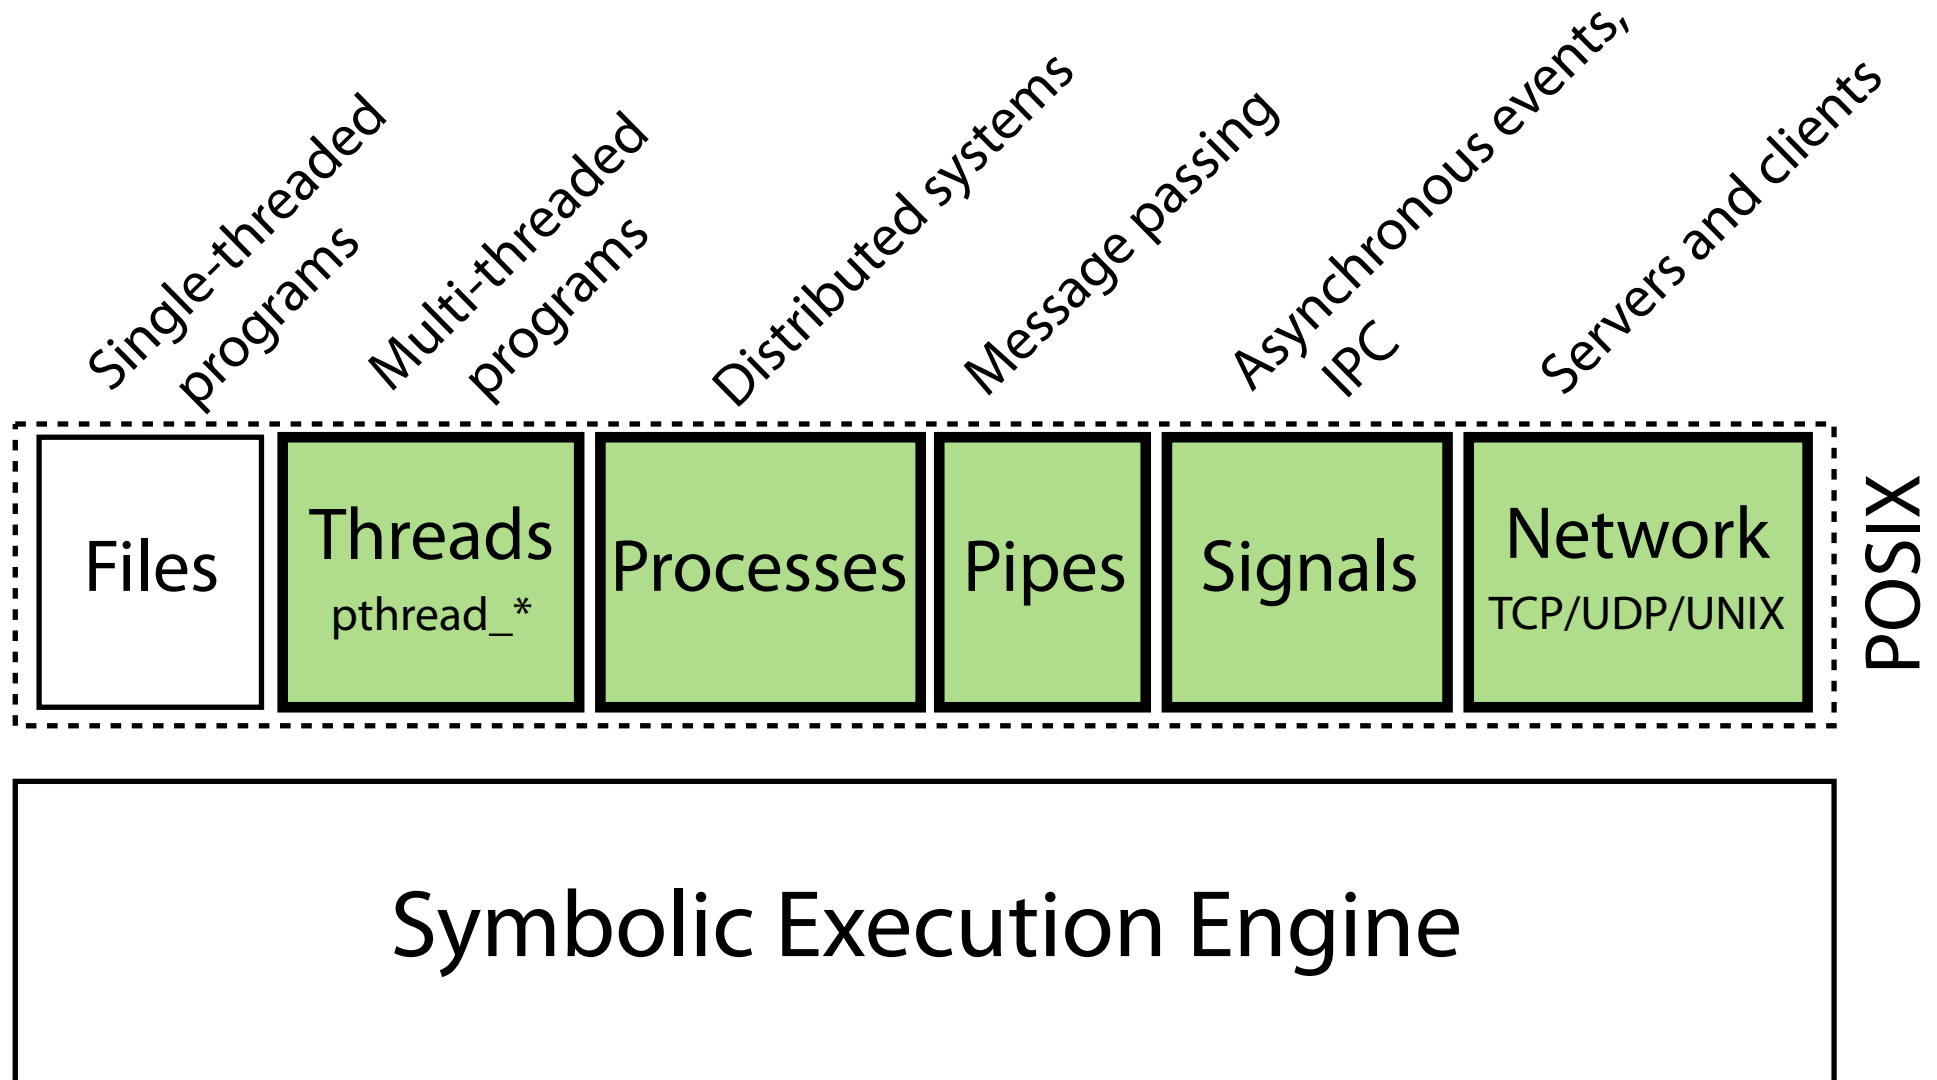 Single-threaded
programs
Multi-threaded
programs
Distributed systems
Message passing
Asynchronous events,
IPC
Servers and clients
Files
Threads
pthread_*
Processes
Pipes
Signals
Network
TCP/UDP/UNIX
POSIX
Symbolic Execution Engine